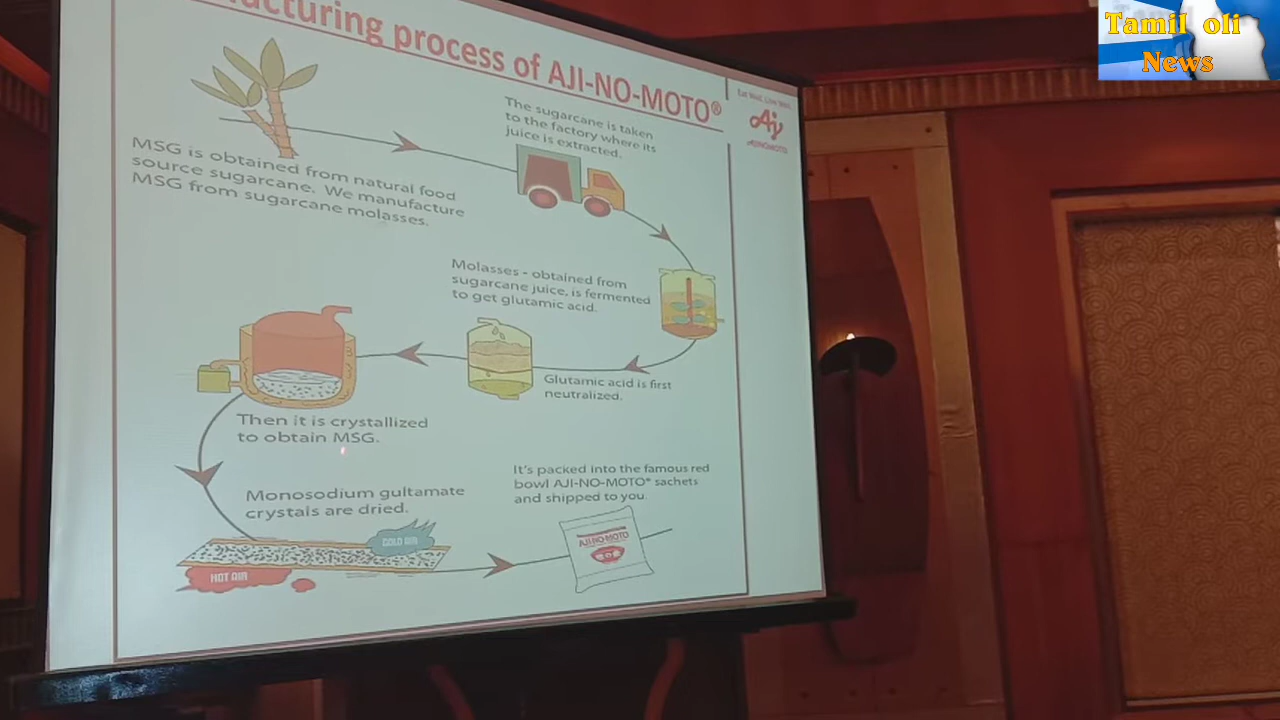 Tamil oli
News
cturing process of AJI-NO-MOTO®
Eat Well, Live Well.
Aj
AJINOMOTO
The sugarcane is taken
to the factory where its
juice is extracted.
MSG is obtained from natural food
source sugarcane. We manufacture
MSG from sugarcane molasses.
Molasses - obtained from
sugarcane juice, is fermented
to get glutamic acid.
Glutamic acid is first
neutralized.
Then it is crystallized
to obtain MSG.
Monosodium gultamate
crystals are dried.
COLD AIR
HOT AIR
It's packed into the famous red
bowl AJI-NO-MOTO® sachets
and shipped to you.
AJI-NO-MOTO